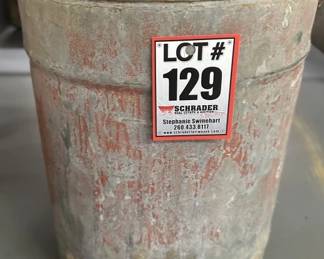 LOT #
129
SCHRADER
REAL ESTATE & AUCTION
Stephanie Swinehart
260.433.8117